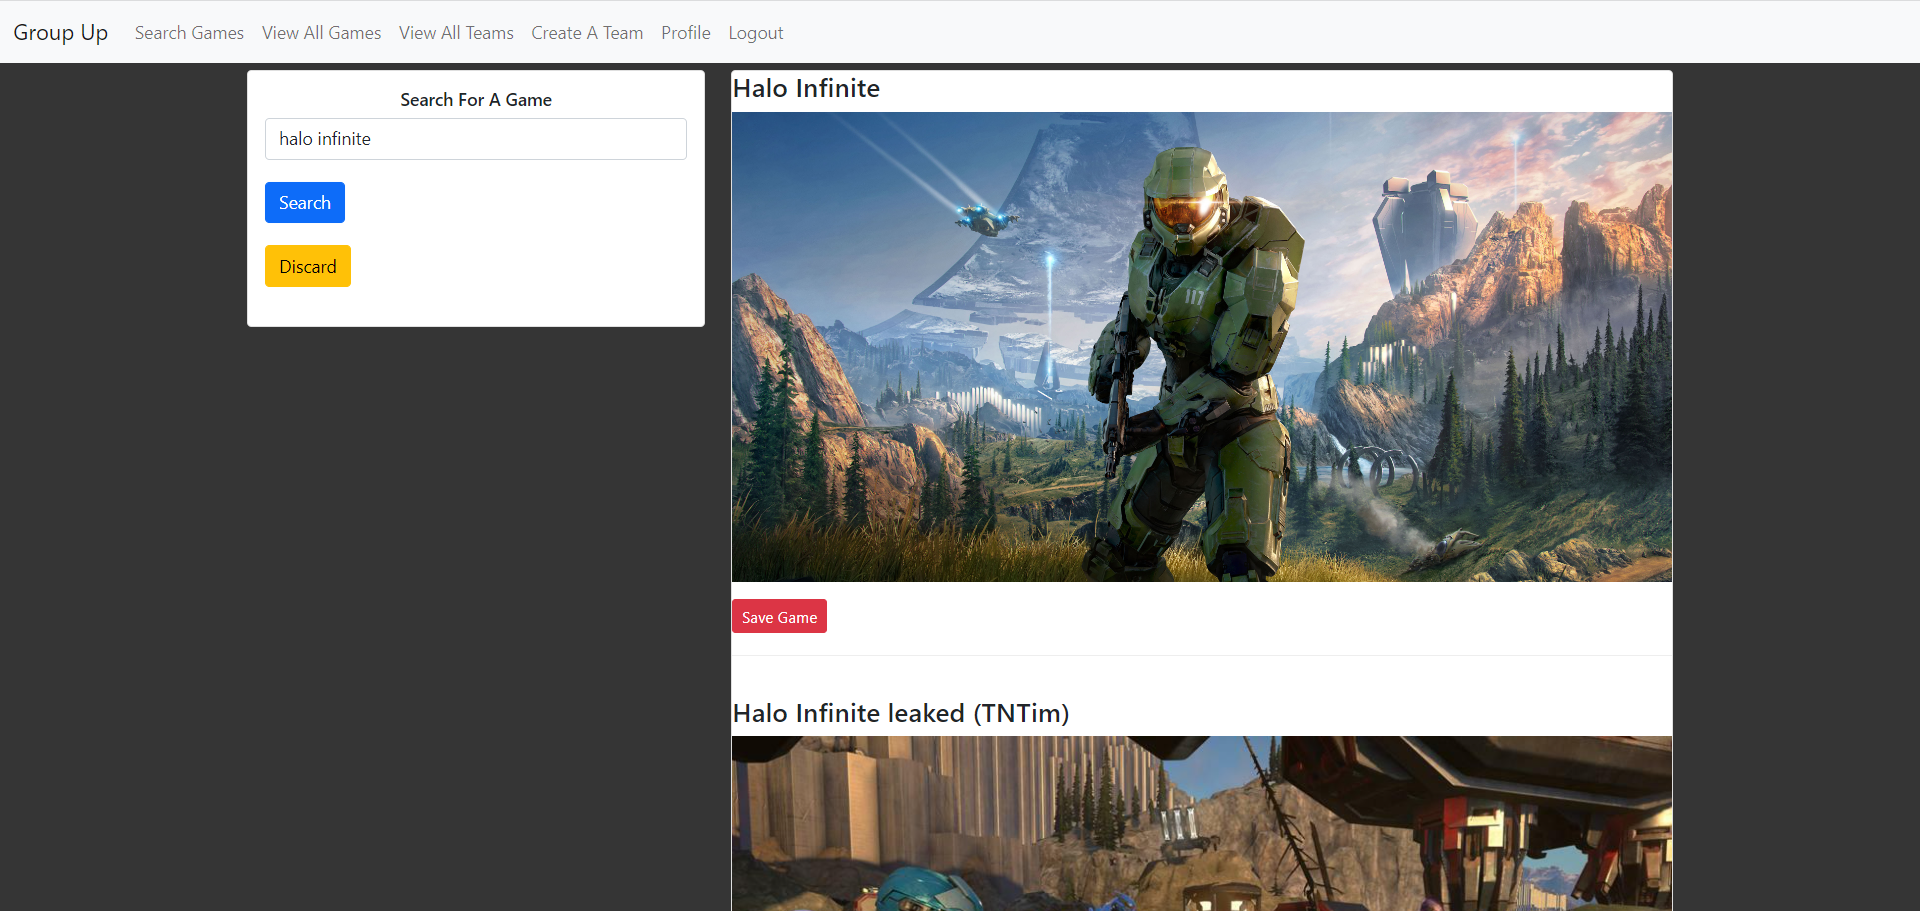 Group Up Search Games View All Games View All Teams Create A Team Profile Logout
Search For A Game
halo infinite
Search
Discard
Halo Infinite
117
Save Game
Halo Infinite leaked (TNTim)